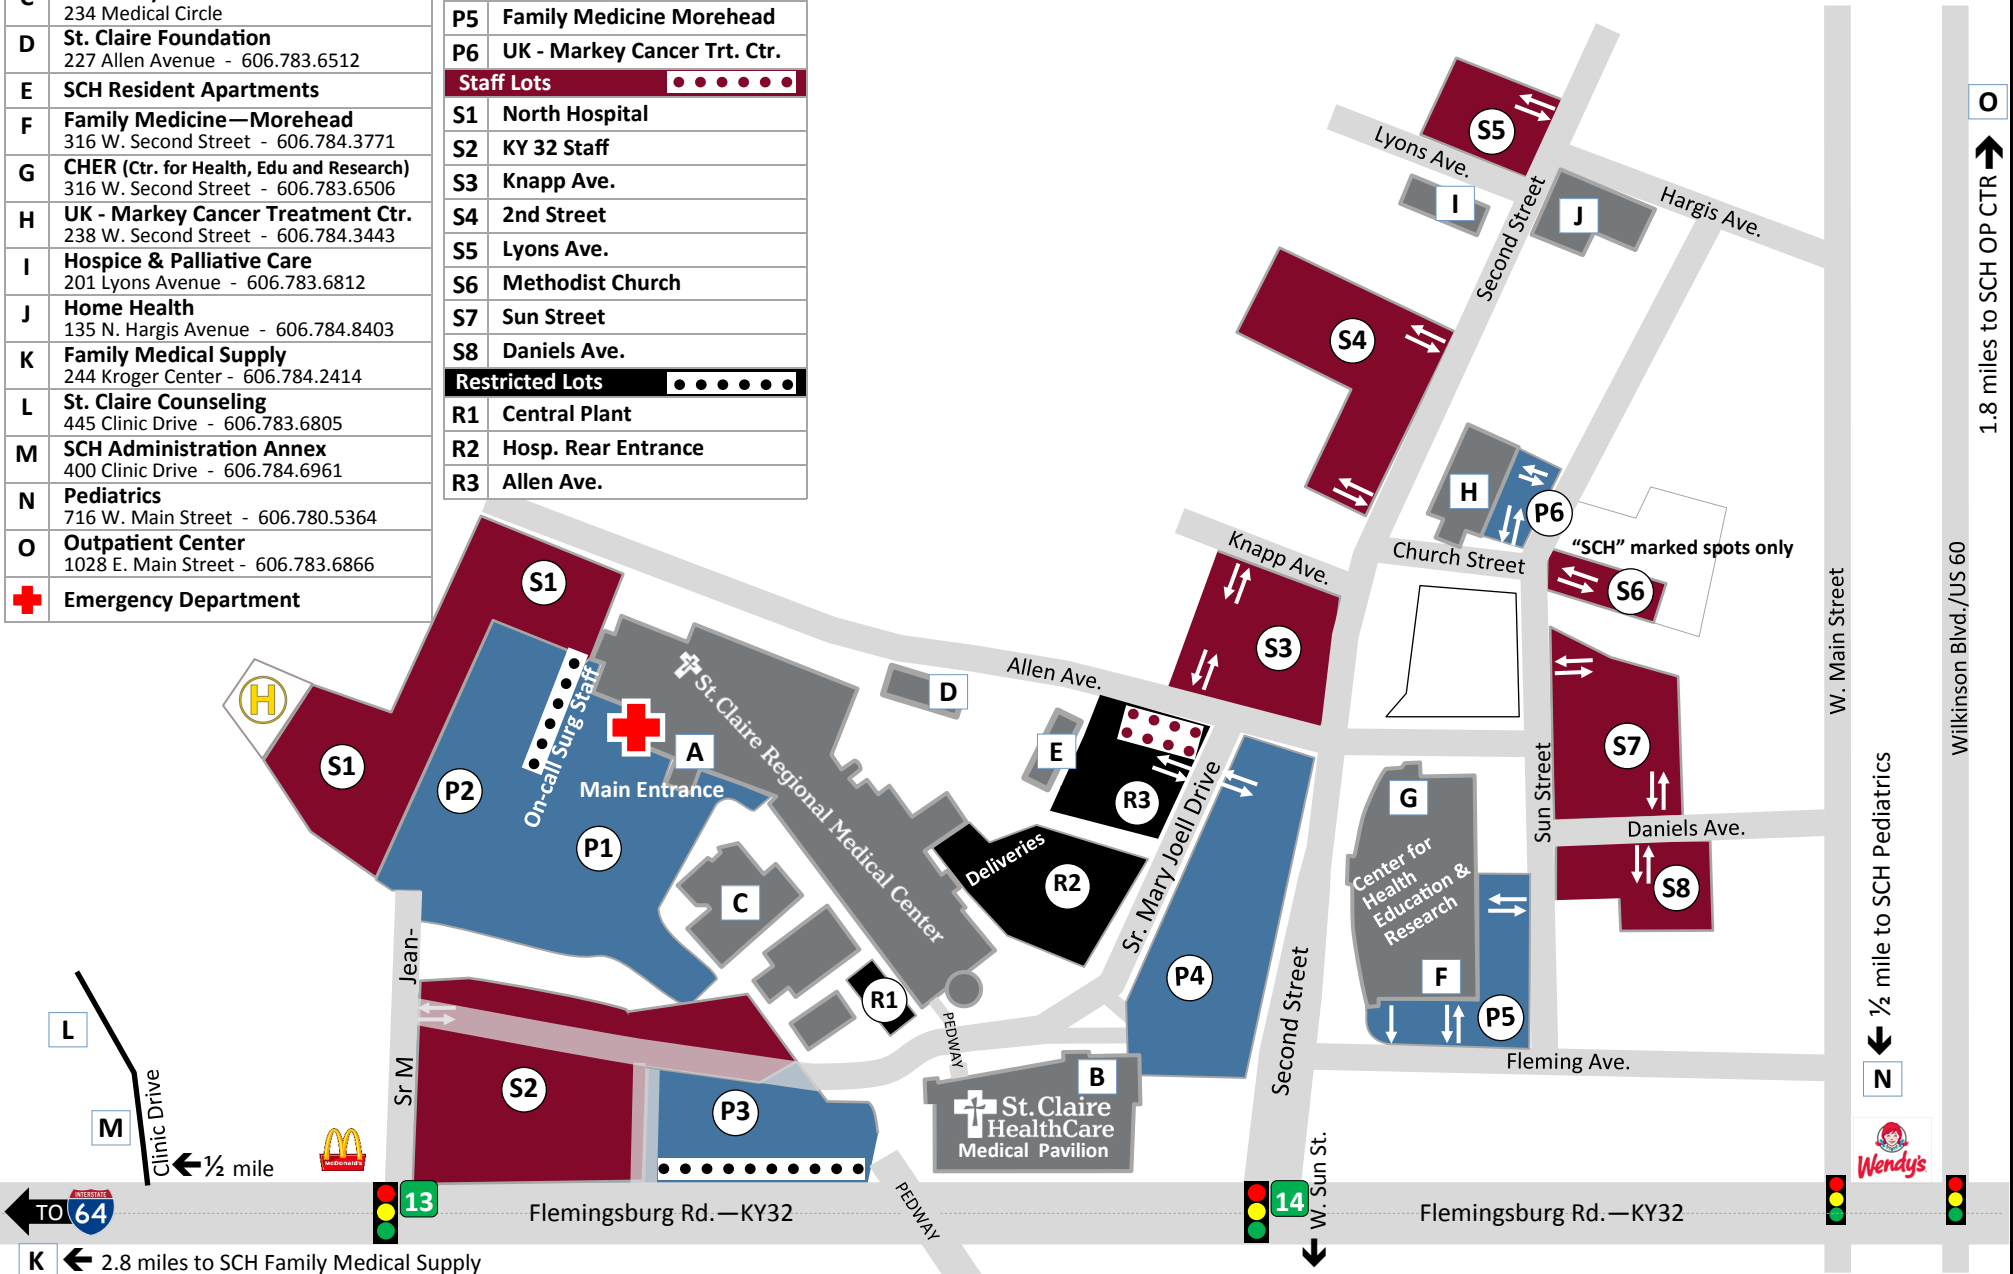 234 Medical Circle
D St. Claire Foundation
227 Allen Avenue - 606.783.6512
E SCH Resident Apartments
F Family Medicine—Morehead
316 W. Second Street - 606.784.3771
G CHER (Ctr. for Health, Edu and Research)
316 W. Second Street - 606.783.6506
H UK - Markey Cancer Treatment Ctr.
238 W. Second Street - 606.784.3443
I Hospice & Palliative Care
201 Lyons Avenue - 606.783.6812
J Home Health
135 N. Hargis Avenue - 606.784.8403
K Family Medical Supply
244 Kroger Center - 606.784.2414
L St. Claire Counseling
445 Clinic Drive - 606.783.6805
M SCH Administration Annex
400 Clinic Drive - 606.784.6961
N Pediatrics
716 W. Main Street - 606.780.5364
O Outpatient Center
1028 E. Main Street - 606.783.6866
Emergency Department
P5 Family Medicine Morehead
P6 UK - Markey Cancer Trt. Ctr.
Staff Lots
S1 North Hospital
S2 KY 32 Staff
S3 Knapp Ave.
S4 2nd Street
S5 Lyons Ave.
S6 Methodist Church
S7 Sun Street
S8 Daniels Ave.
Restricted Lots
R1 Central Plant
R2 Hosp. Rear Entrance
R3 Allen Ave.
S5
Lyons Ave.
I
J
Hargis Ave.
Second Street
O
1.8 miles to SCH OP CTR
S4
H
P6
"SCH" marked spots only
S6
Knapp Ave.
Church Street
S3
Allen Ave.
S1
H
S1
P2
On-call Surg Staff
A
Main Entrance
P1
St. Claire Regional Medical Center
D
E
R3
Deliveries
R2
Sr. Mary Joell Drive
P4
C
R1
PEDWAY
S7
Sun Street
Daniels Ave.
S8
G
Center for
Health
Education &
Research
F
P5
Fleming Ave.
Second Street
W. Main Street
Wilkinson Blvd./US 60
½ mile to SCH Pediatrics
N
Wendy's
Sr M Jean-
S2
P3
B
St. Claire
HealthCare
Medical Pavilion
L
M
Clinic Drive
½ mile
McDonald's
TO INTERSTATE 64
13
Flemingsburg Rd.—KY32
PEDWAY
14
W. Sun St.
Flemingsburg Rd.—KY32
K 2.8 miles to SCH Family Medical Supply